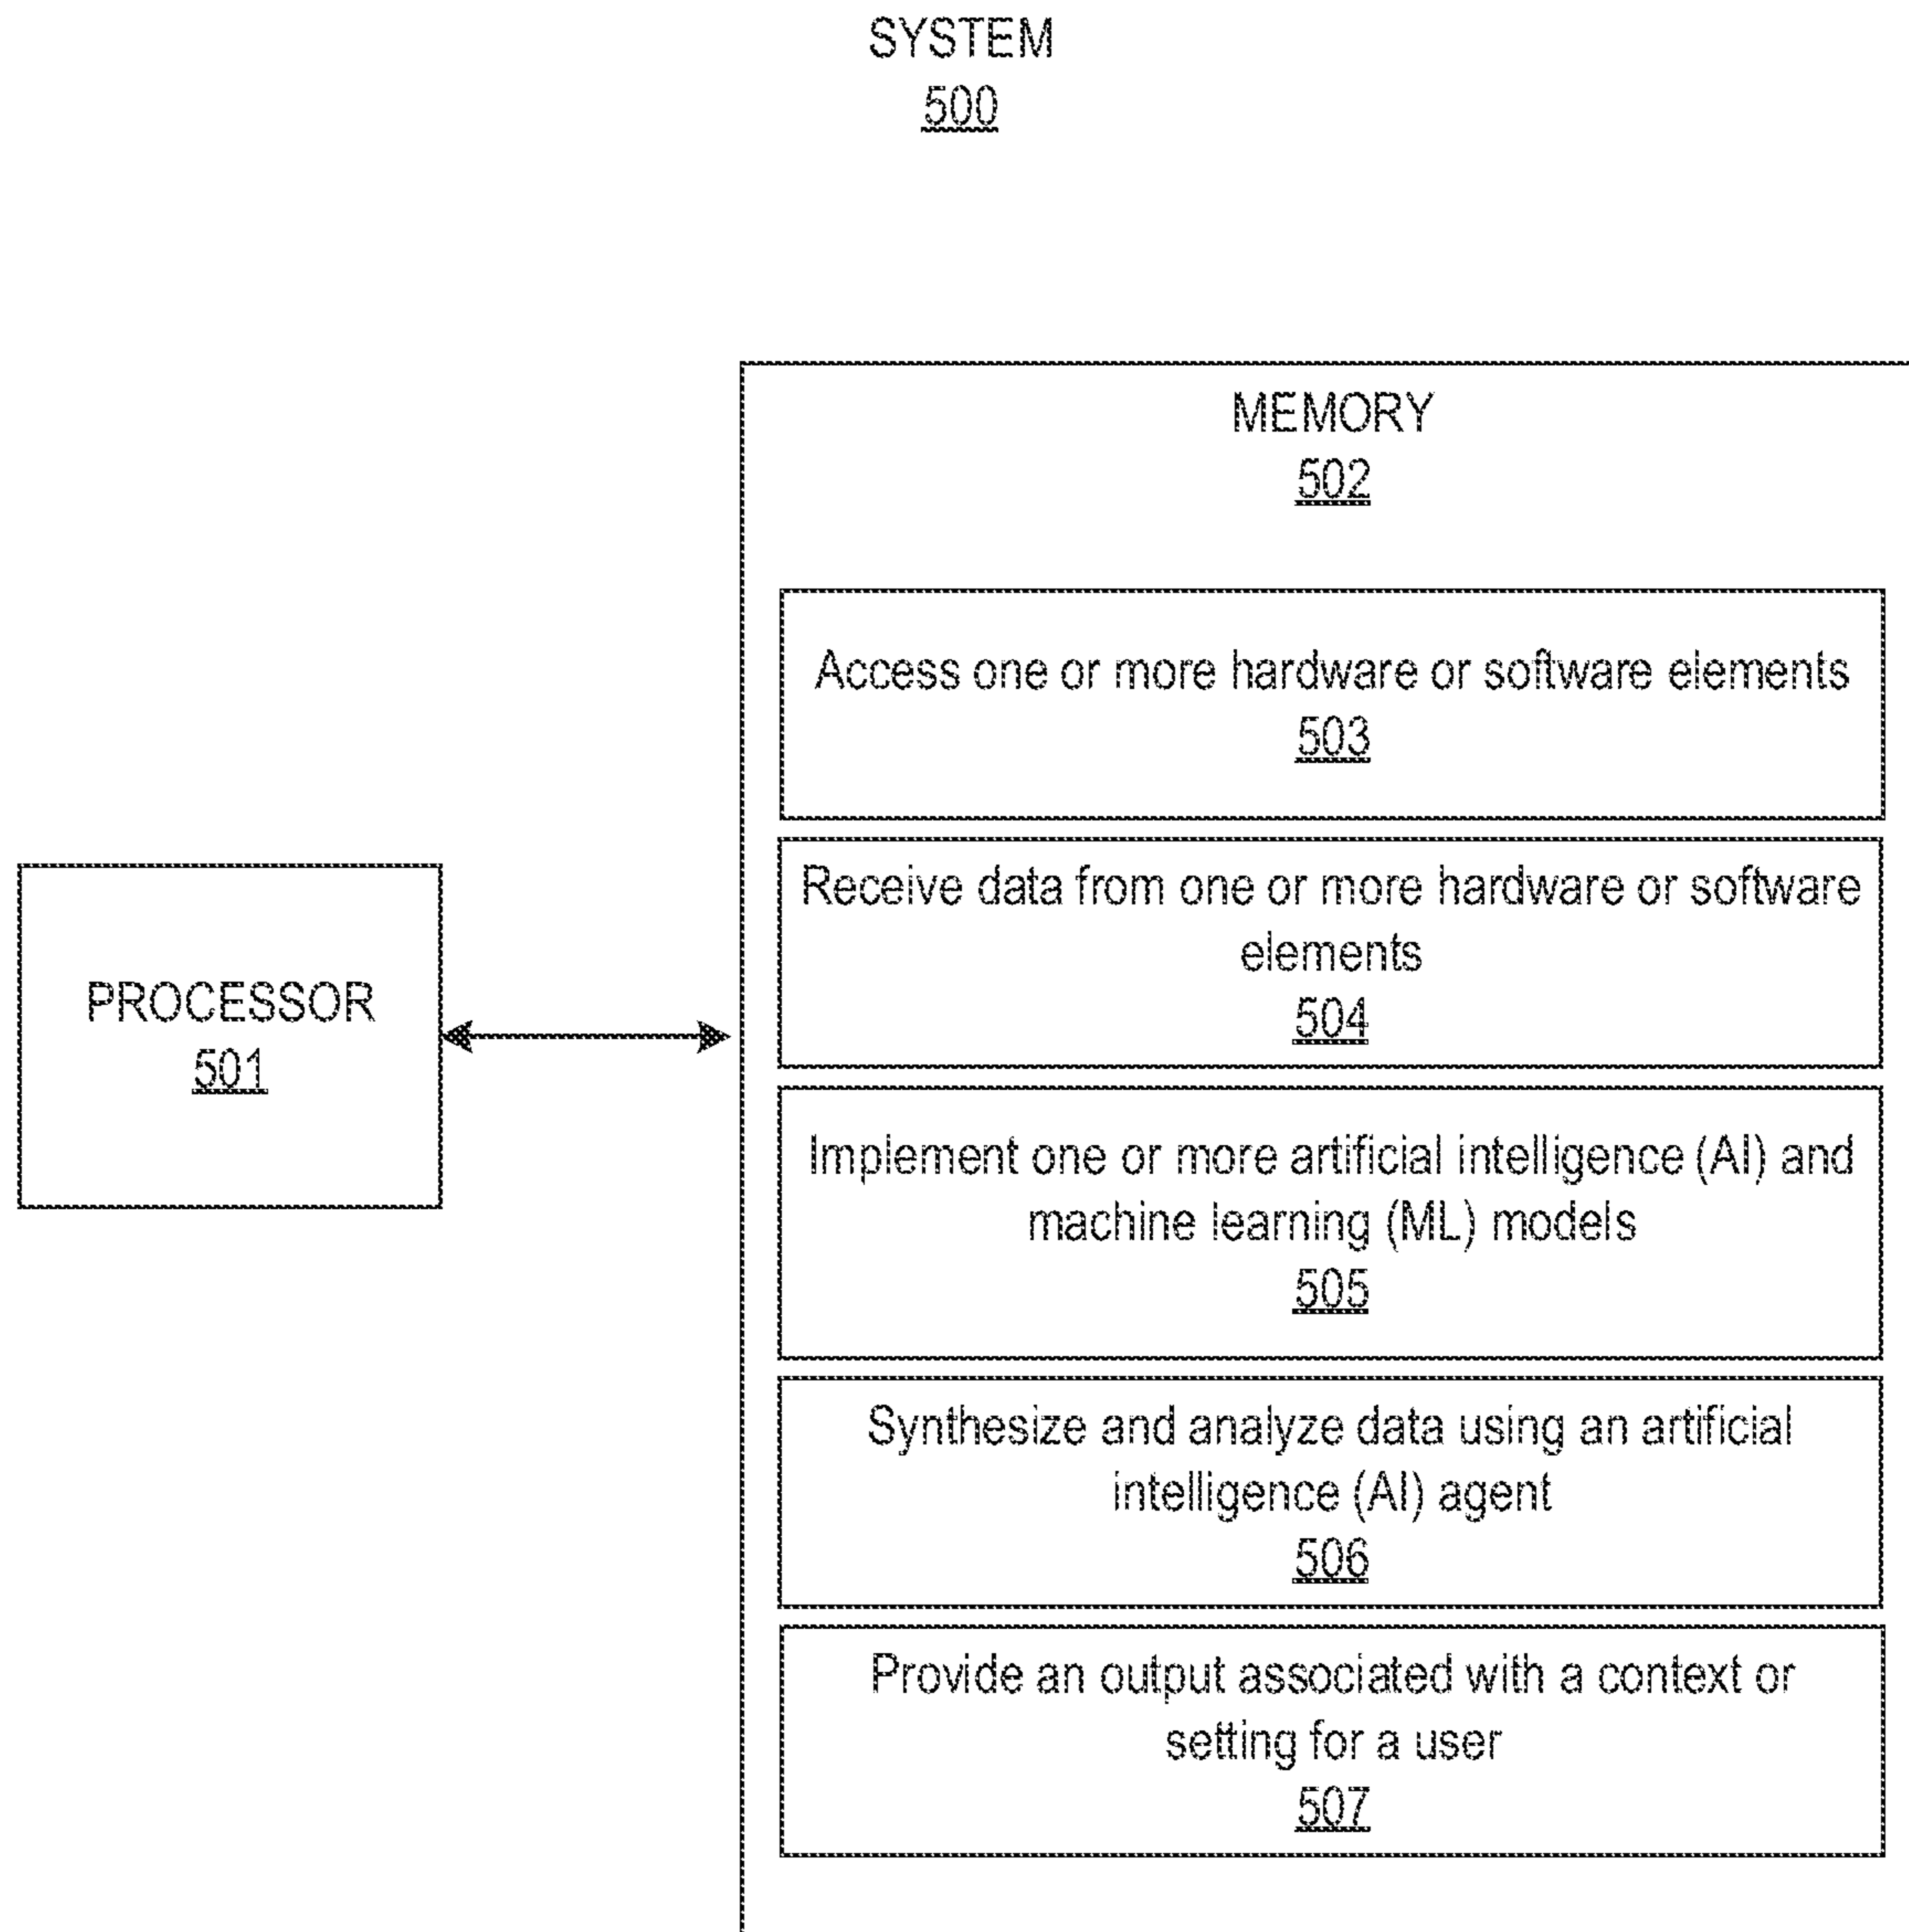 SYSTEM
500
MEMORY
502
Access one or more hardware or software elements
503
Receive data from one or more hardware or software
elements
504
PROCESSOR
501
Implement one or more artificial intelligence (AI) and
machine learning (ML) models
505
Synthesize and analyze data using an artificial
intelligence (AI) agent
506
Provide an output associated with a context or
setting for a user
507